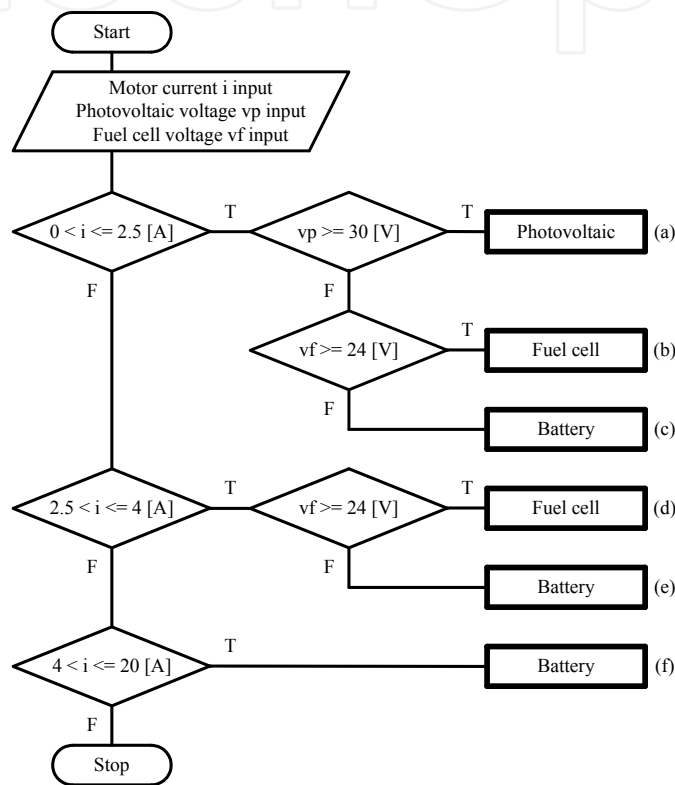 Start
Motor current i input
Photovoltaic voltage vp input
Fuel cell voltage vf input
0 < i <= 2.5 [A]
T
vp >= 30 [V]
T
Photovoltaic
(a)
F
F
vf >= 24 [V]
T
Fuel cell
(b)
F
Battery
(c)
2.5 < i <= 4 [A]
T
vf >= 24 [V]
T
Fuel cell
(d)
F
F
Battery
(e)
4 < i <= 20 [A]
T
Battery
(f)
F
Stop